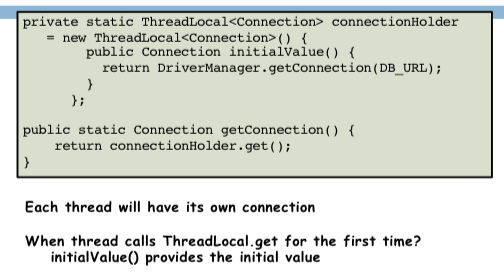 private static ThreadLocal<Connection> connectionHolder
= new ThreadLocal<Connection>() {
public Connection initialValue() {
return DriverManager.getConnection(DB_URL);
}
};
public static Connection getConnection() {
return connectionHolder.get();
}
Each thread will have its own connection
When thread calls ThreadLocal.get for the first time?
initialValue() provides the initial value